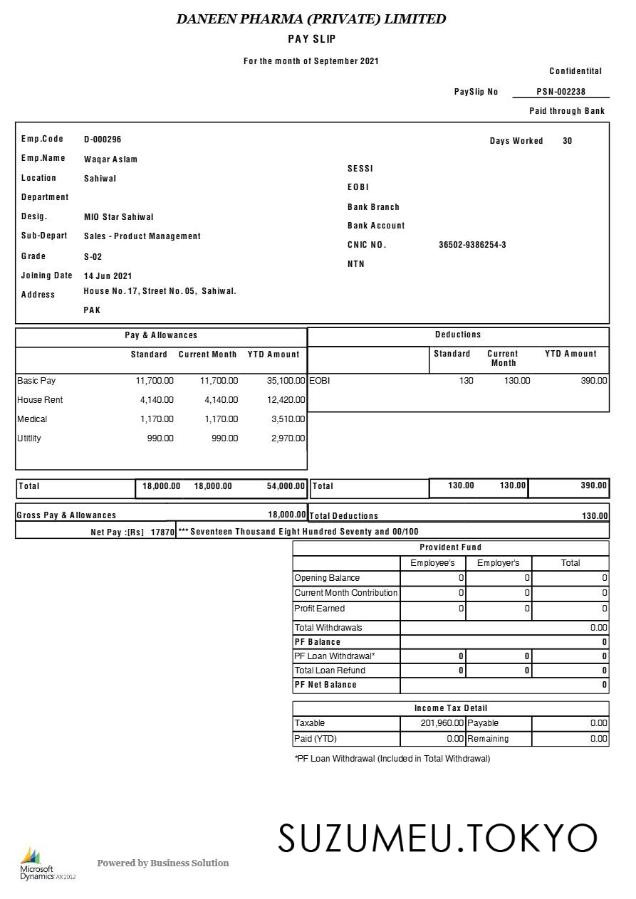 DANEEN PHARMA (PRIVATE) LIMITED
PAY SLIP
For the month of September 2021
Confidentital
PaySlip No PSN-002238
Paid through Bank
Emp.Code D-000296 Days Worked 30
Emp.Name Waqar Aslam
SESSI
Location Sahiwal
EOBI
Department
Bank Branch
Desig. MIO Star Sahiwal
Bank Account
Sub-Depart Sales - Product Management
CNIC NO. 36502-9386254-3
Grade S-02
NTN
Joining Date 14 Jun 2021
Address House No. 17, Street No. 05, Sahiwal.
PAK
Pay & Allowances Deductions
Standard Current Month YTD Amount Standard Current Month YTD Amount
Basic Pay 11,700.00 11,700.00 35,100.00 EOBI 130 130.00 390.00
House Rent 4,140.00 4,140.00 12,420.00
Medical 1,170.00 1,170.00 3,510.00
Utitlity 990.00 990.00 2,970.00
Total 18,000.00 18,000.00 54,000.00 Total 130.00 130.00 390.00
Gross Pay & Allowances 18,000.00 Total Deductions 130.00
Net Pay :[Rs] 17870 *** Seventeen Thousand Eight Hundred Seventy and 00/100
Provident Fund
Employee's Employer's Total
Opening Balance 0 0 0
Current Month Contribution 0 0 0
Profit Earned 0 0 0
Total Withdrawals 0.00
PF Balance 0
PF Loan Withdrawal* 0 0 0
Total Loan Refund 0 0 0
PF Net Balance 0
Income Tax Detail
Taxable 201,960.00 Payable 0.00
Paid (YTD) 0.00 Remaining 0.00
*PF Loan Withdrawal (Included in Total Withdrawal)
SUZUMEU.TOKYO
Microsoft
Dynamics AX 2012
Powered by Business Solution